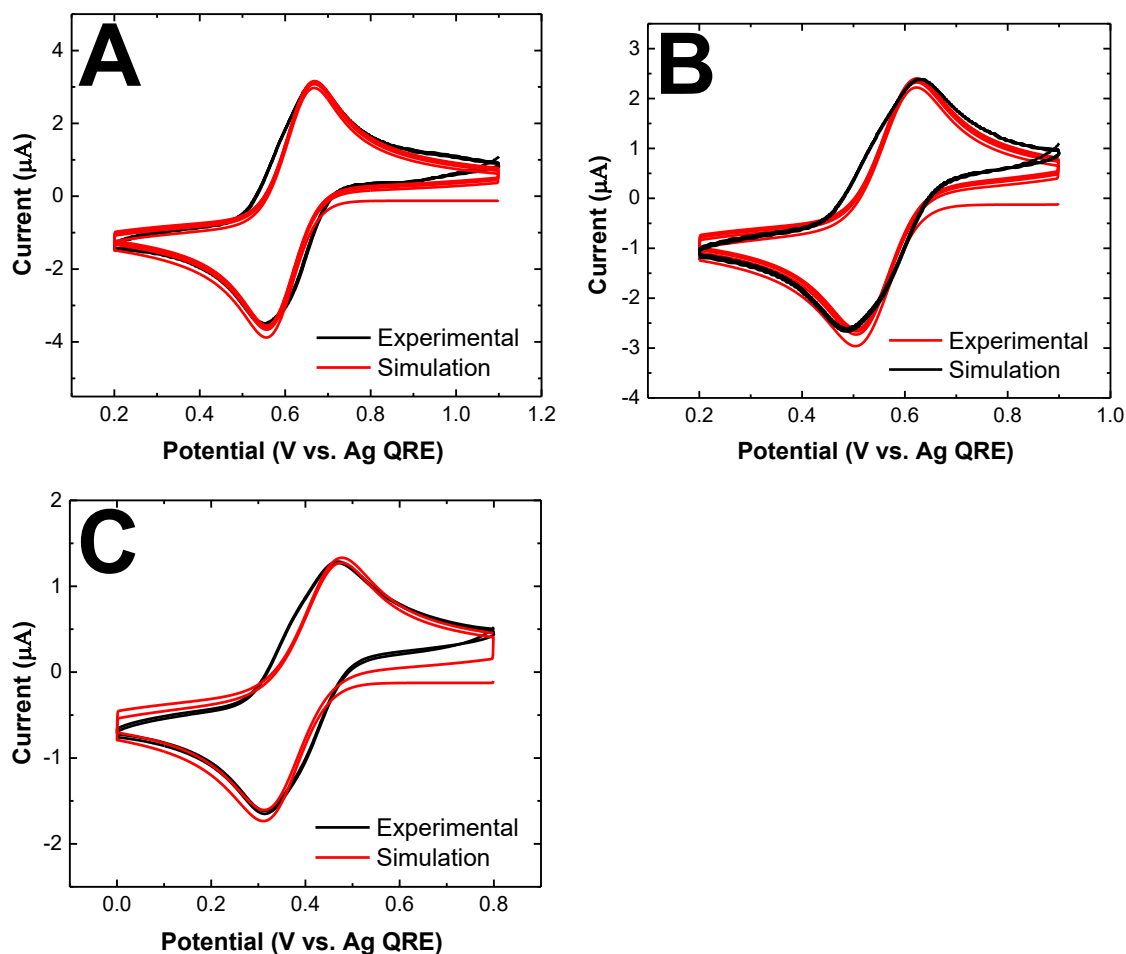 A
4
2
0
-2
-4
Current (µA)
Experimental
Simulation
0.2 0.4 0.6 0.8 1.0 1.2
Potential (V vs. Ag QRE)
B
3
2
1
0
-1
-2
-3
-4
Current (µA)
Experimental
Simulation
0.2 0.4 0.6 0.8 1.0
Potential (V vs. Ag QRE)
C
2
1
0
-1
-2
Current (µA)
Experimental
Simulation
0.0 0.2 0.4 0.6 0.8
Potential (V vs. Ag QRE)